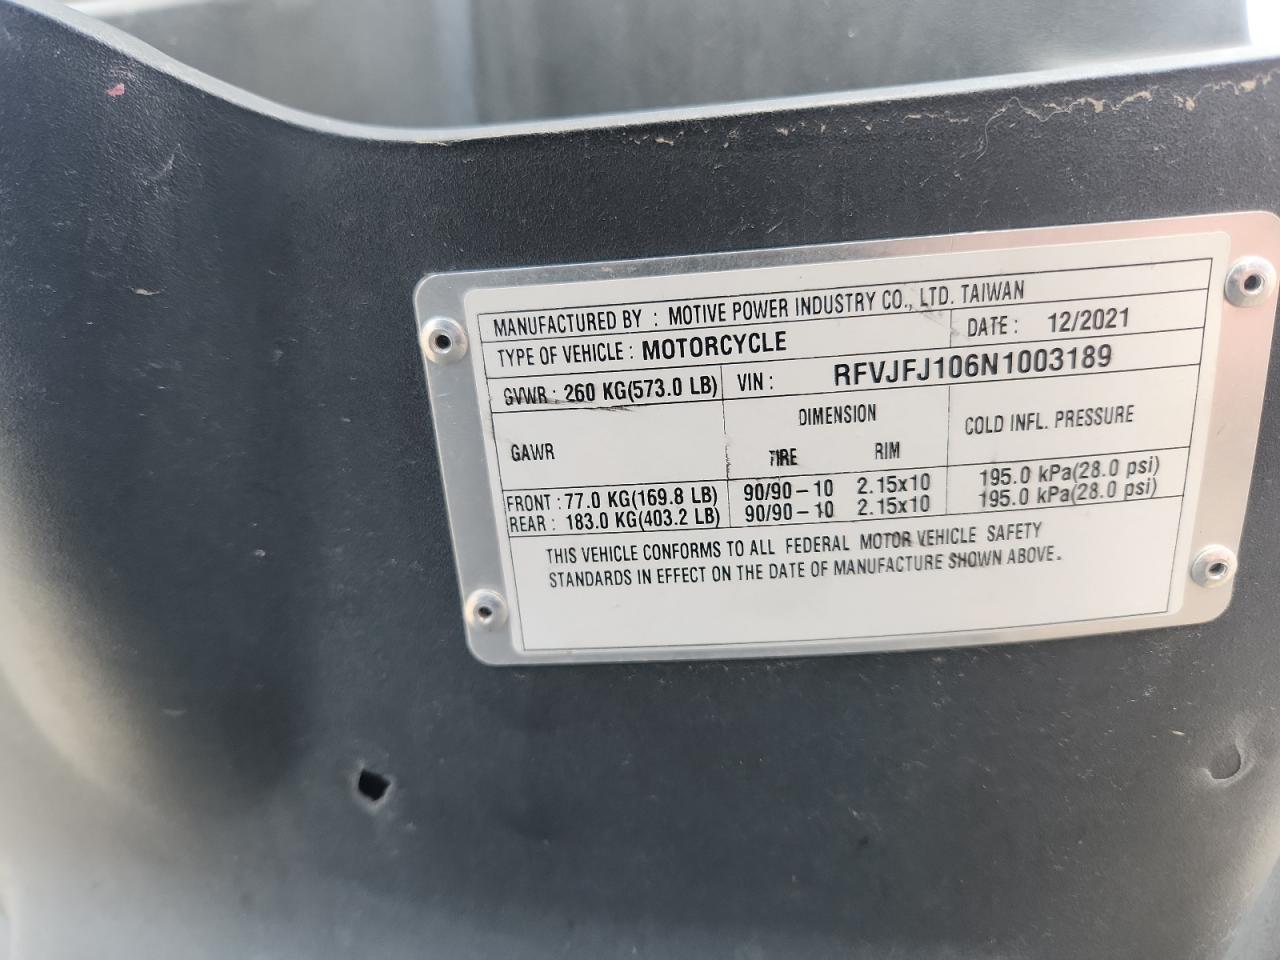 MANUFACTURED BY : MOTIVE POWER INDUSTRY CO., LTD. TAIWAN
TYPE OF VEHICLE : MOTORCYCLE DATE : 12/2021
GVWR : 260 KG(573.0 LB) VIN : RFVJFJ106N1003189
GAWR DIMENSION COLD INFL. PRESSURE
TIRE RIM
FRONT : 77.0 KG(169.8 LB) 90/90-10 2.15x10 195.0 kPa(28.0 psi)
REAR : 183.0 KG(403.2 LB) 90/90-10 2.15x10 195.0 kPa(28.0 psi)
THIS VEHICLE CONFORMS TO ALL FEDERAL MOTOR VEHICLE SAFETY
STANDARDS IN EFFECT ON THE DATE OF MANUFACTURE SHOWN ABOVE.